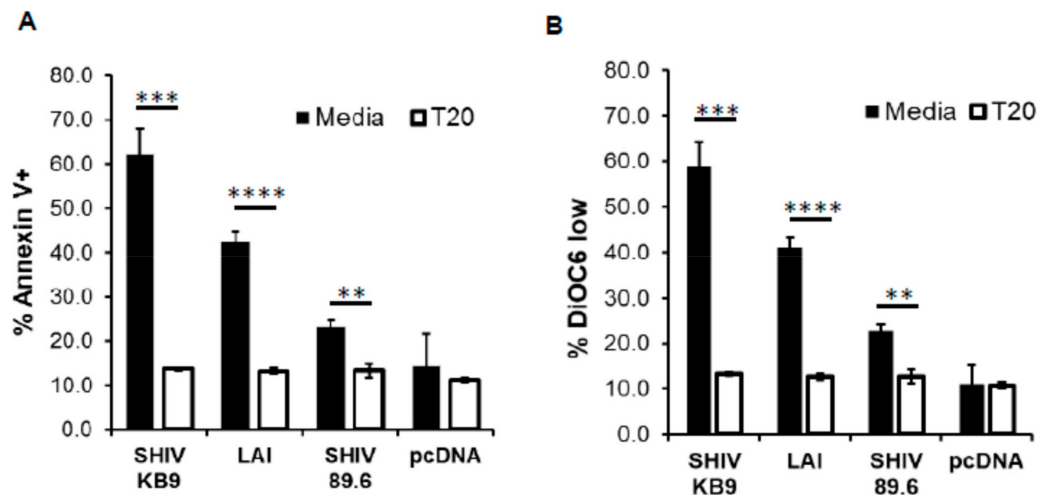 A
% Annexin V+
80.0
70.0
60.0
50.0
40.0
30.0
20.0
10.0
0.0
Media T20
***
****
**
SHIV KB9
LAI
SHIV 89.6
pcDNA
B
% DiOC6 low
80.0
70.0
60.0
50.0
40.0
30.0
20.0
10.0
0.0
Media T20
***
****
**
SHIV KB9
LAI
SHIV 89.6
pcDNA